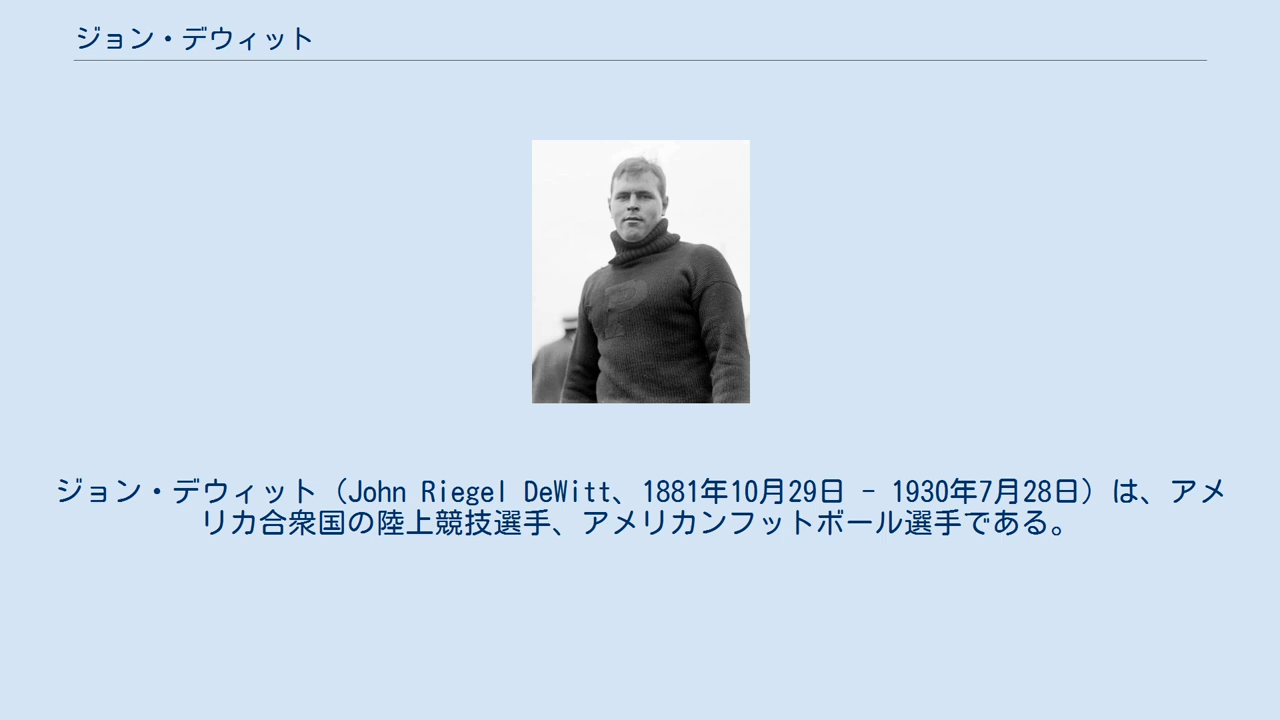 ジョン・デウィット
P
ジョン・デウィット（John Riegel DeWitt、1881年10月29日 - 1930年7月28日）は、アメ
リカ合衆国の陸上競技選手、アメリカンフットボール選手である。